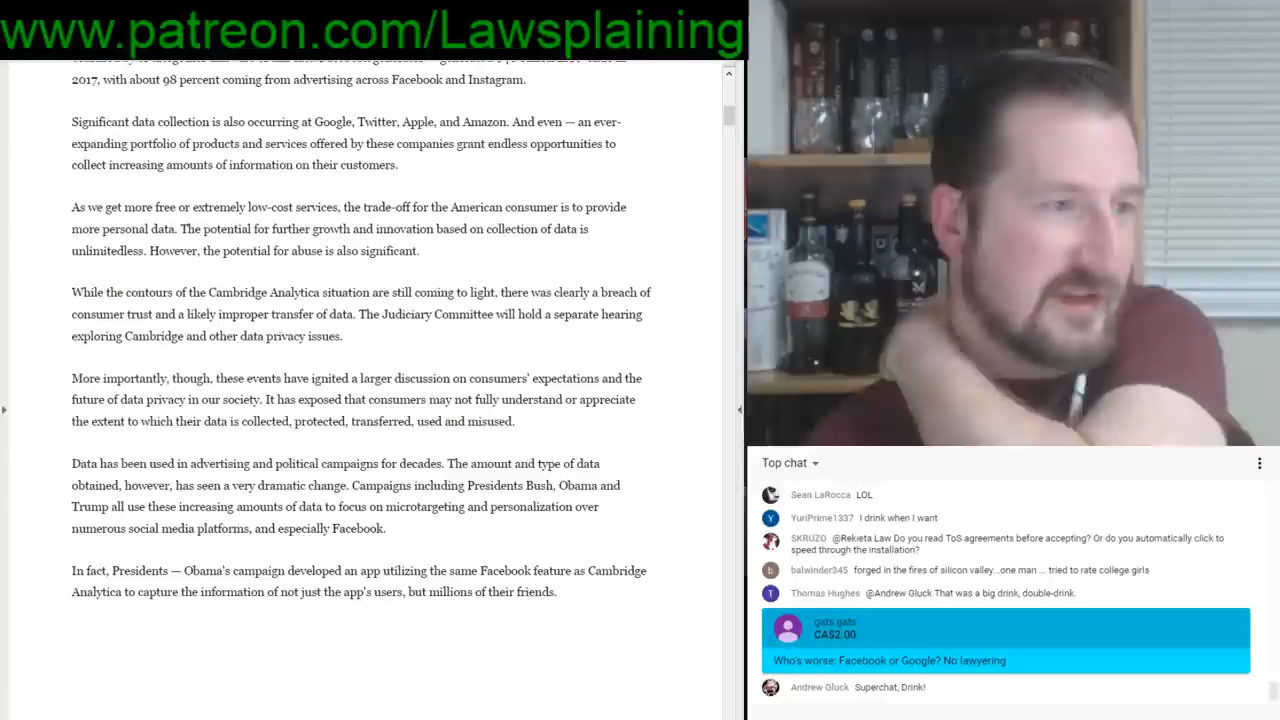 www.patreon.com/Lawsplaining
2017, with about 98 percent coming from advertising across Facebook and Instagram.
Significant data collection is also occurring at Google, Twitter, Apple, and Amazon. And even — an ever-
expanding portfolio of products and services offered by these companies grant endless opportunities to
collect increasing amounts of information on their customers.
As we get more free or extremely low-cost services, the trade-off for the American consumer is to provide
more personal data. The potential for further growth and innovation based on collection of data is
unlimitedless. However, the potential for abuse is also significant.
While the contours of the Cambridge Analytica situation are still coming to light, there was clearly a breach of
consumer trust and a likely improper transfer of data. The Judiciary Committee will hold a separate hearing
exploring Cambridge and other data privacy issues.
More importantly, though, these events have ignited a larger discussion on consumers' expectations and the
future of data privacy in our society. It has exposed that consumers may not fully understand or appreciate
the extent to which their data is collected, protected, transferred, used and misused.
Data has been used in advertising and political campaigns for decades. The amount and type of data
obtained, however, has seen a very dramatic change. Campaigns including Presidents Bush, Obama and
Trump all use these increasing amounts of data to focus on microtargeting and personalization over
numerous social media platforms, and especially Facebook.
In fact, Presidents — Obama's campaign developed an app utilizing the same Facebook feature as Cambridge
Analytica to capture the information of not just the app's users, but millions of their friends.
Top chat
Sean LaRocca LOL
YuriPrime1337 I drink when I want
SKRUZO @Rekieta Law Do you read ToS agreements before accepting? Or do you automatically click to
speed through the installation?
balwinder345 forged in the fires of silicon valley...one man ... tried to rate college girls
Thomas Hughes @Andrew Gluck That was a big drink, double-drink.
gats gats
CA$2.00
Who's worse: Facebook or Google? No lawyering
Andrew Gluck Superchat, Drink!